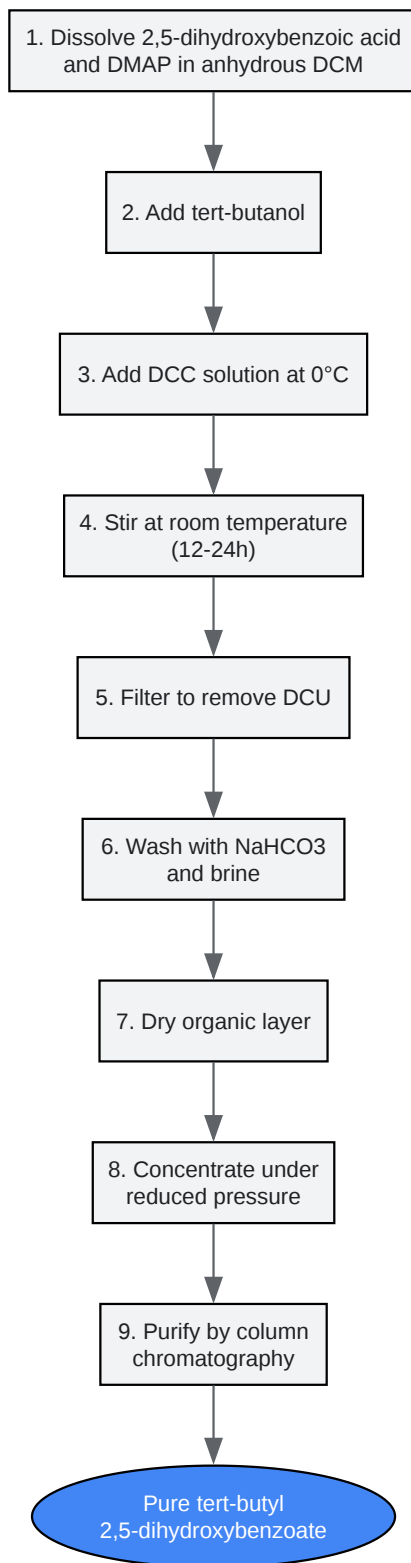 1. Dissolve 2,5-dihydroxybenzoic acid
and DMAP in anhydrous DCM
2. Add tert-butanol
3. Add DCC solution at 0°C
4. Stir at room temperature
(12-24h)
5. Filter to remove DCU
6. Wash with NaHCO3
and brine
7. Dry organic layer
8. Concentrate under
reduced pressure
9. Purify by column
chromatography
Pure tert-butyl
2,5-dihydroxybenzoate